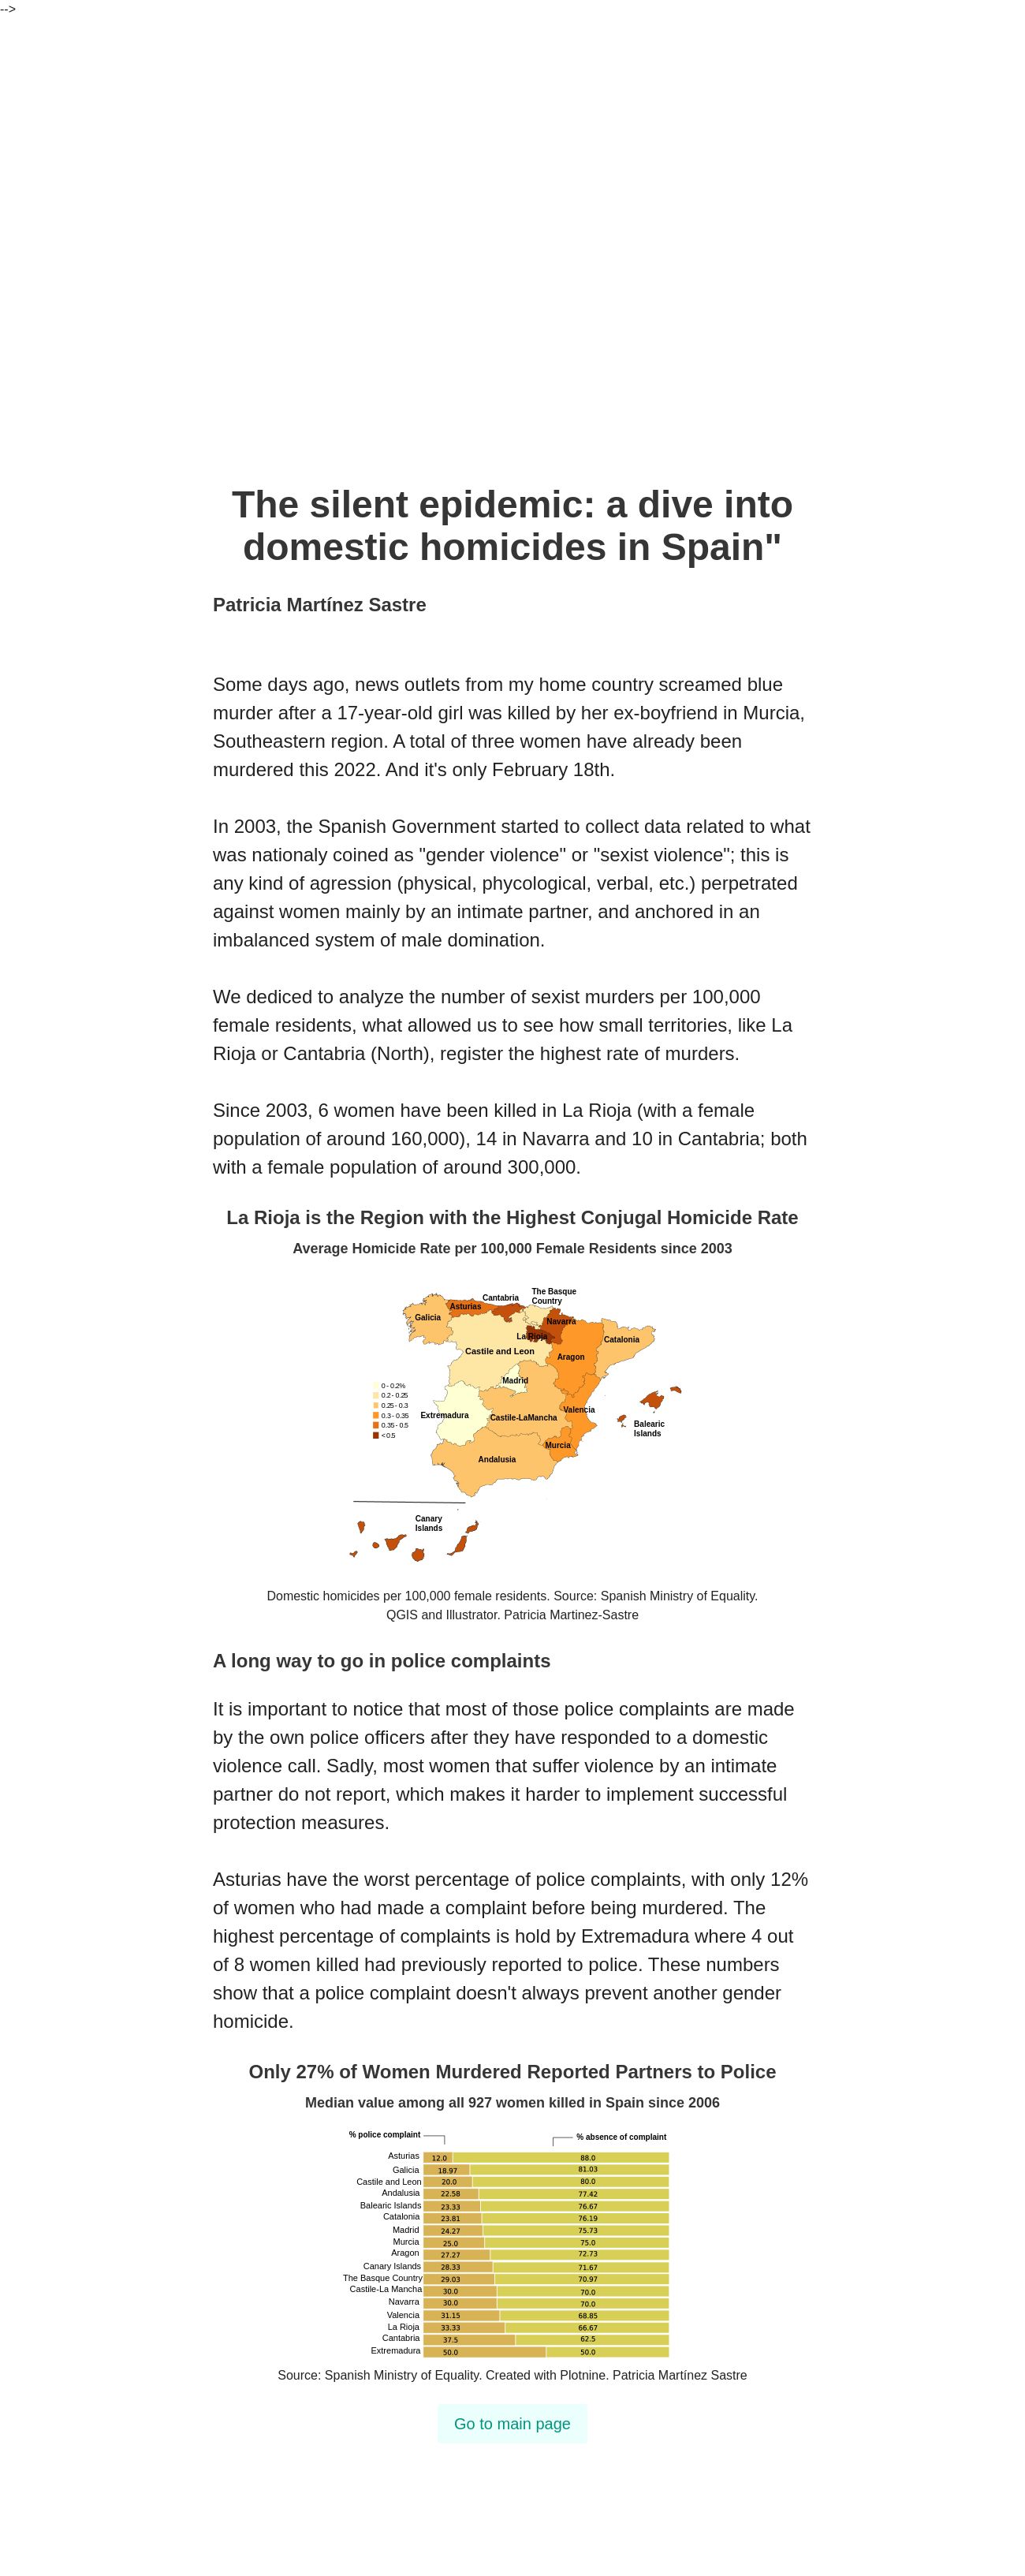 -->
The silent epidemic: a dive into
domestic homicides in Spain"
Patricia Martínez Sastre
Some days ago, news outlets from my home country screamed blue
murder after a 17-year-old girl was killed by her ex-boyfriend in Murcia,
Southeastern region. A total of three women have already been
murdered this 2022. And it's only February 18th.
In 2003, the Spanish Government started to collect data related to what
was nationaly coined as "gender violence" or "sexist violence"; this is
any kind of agression (physical, phycological, verbal, etc.) perpetrated
against women mainly by an intimate partner, and anchored in an
imbalanced system of male domination.
We dediced to analyze the number of sexist murders per 100,000
female residents, what allowed us to see how small territories, like La
Rioja or Cantabria (North), register the highest rate of murders.
Since 2003, 6 women have been killed in La Rioja (with a female
population of around 160,000), 14 in Navarra and 10 in Cantabria; both
with a female population of around 300,000.
La Rioja is the Region with the Highest Conjugal Homicide Rate
Average Homicide Rate per 100,000 Female Residents since 2003
The Basque
Country
Cantabria
Asturias
Galicia
Navarra
La Rioja
Catalonia
Castile and Leon
Aragon
Madrid
0 - 0.2%
0.2 - 0.25
0.25 - 0.3
0.3 - 0.35
0.35 - 0.5
< 0.5
Extremadura
Valencia
Castile-LaMancha
Balearic
Islands
Murcia
Andalusia
Canary
Islands
Domestic homicides per 100,000 female residents. Source: Spanish Ministry of Equality.
QGIS and Illustrator. Patricia Martinez-Sastre
A long way to go in police complaints
It is important to notice that most of those police complaints are made
by the own police officers after they have responded to a domestic
violence call. Sadly, most women that suffer violence by an intimate
partner do not report, which makes it harder to implement successful
protection measures.
Asturias have the worst percentage of police complaints, with only 12%
of women who had made a complaint before being murdered. The
highest percentage of complaints is hold by Extremadura where 4 out
of 8 women killed had previously reported to police. These numbers
show that a police complaint doesn't always prevent another gender
homicide.
Only 27% of Women Murdered Reported Partners to Police
Median value among all 927 women killed in Spain since 2006
% police complaint % absence of complaint
Asturias 12.0 88.0
Galicia 18.97 81.03
Castile and Leon 20.0 80.0
Andalusia 22.58 77.42
Balearic Islands 23.33 76.67
Catalonia 23.81 76.19
Madrid 24.27 75.73
Murcia 25.0 75.0
Aragon 27.27 72.73
Canary Islands 28.33 71.67
The Basque Country 29.03 70.97
Castile-La Mancha 30.0 70.0
Navarra 30.0 70.0
Valencia 31.15 68.85
La Rioja 33.33 66.67
Cantabria 37.5 62.5
Extremadura 50.0 50.0
Source: Spanish Ministry of Equality. Created with Plotnine. Patricia Martínez Sastre
Go to main page